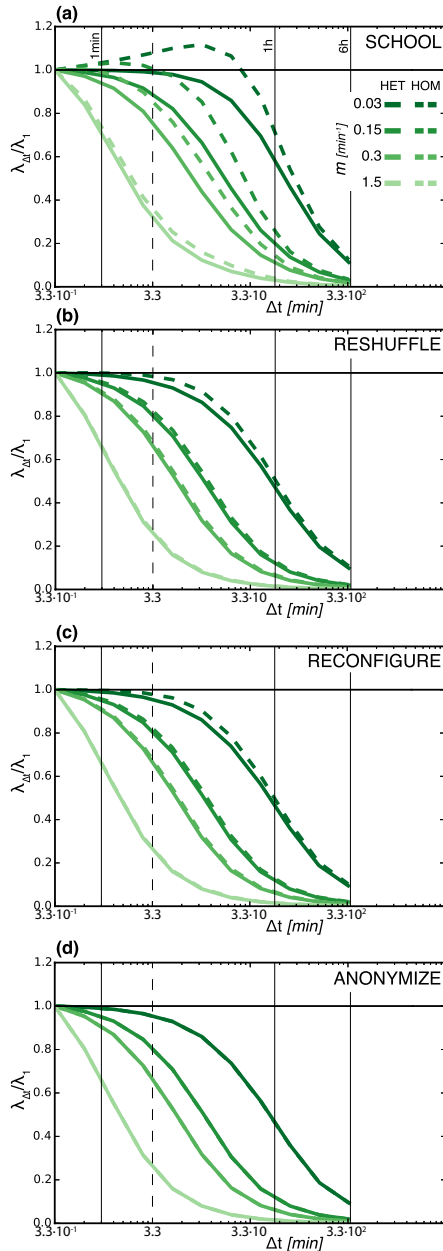 (a)
1min
1h
6h
SCHOOL
HET HOM
0.03
0.15
0.3
1.5
m [min⁻¹]
1.2
1.0
0.8
0.6
0.4
0.2
0.0
λΔt/λ1
3.3·10⁻¹ 3.3 3.3·10 3.3·10²
Δt [min]
(b)
RESHUFFLE
1.2
1.0
0.8
0.6
0.4
0.2
0.0
λΔt/λ1
3.3·10⁻¹ 3.3 3.3·10 3.3·10²
Δt [min]
(c)
RECONFIGURE
1.2
1.0
0.8
0.6
0.4
0.2
0.0
λΔt/λ1
3.3·10⁻¹ 3.3 3.3·10 3.3·10²
Δt [min]
(d)
ANONYMIZE
1.2
1.0
0.8
0.6
0.4
0.2
0.0
λΔt/λ1
3.3·10⁻¹ 3.3 3.3·10 3.3·10²
Δt [min]